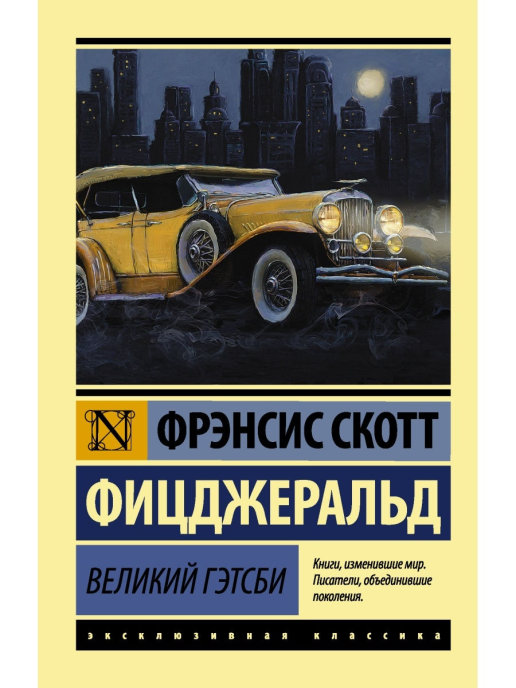 N
ФРЭНСИС СКОТТ
ФИЦДЖЕРАЛЬД
ВЕЛИКИЙ ГЭТСБИ
Книги, изменившие мир.
Писатели, объединившие
поколения.
эксклюзивная классика